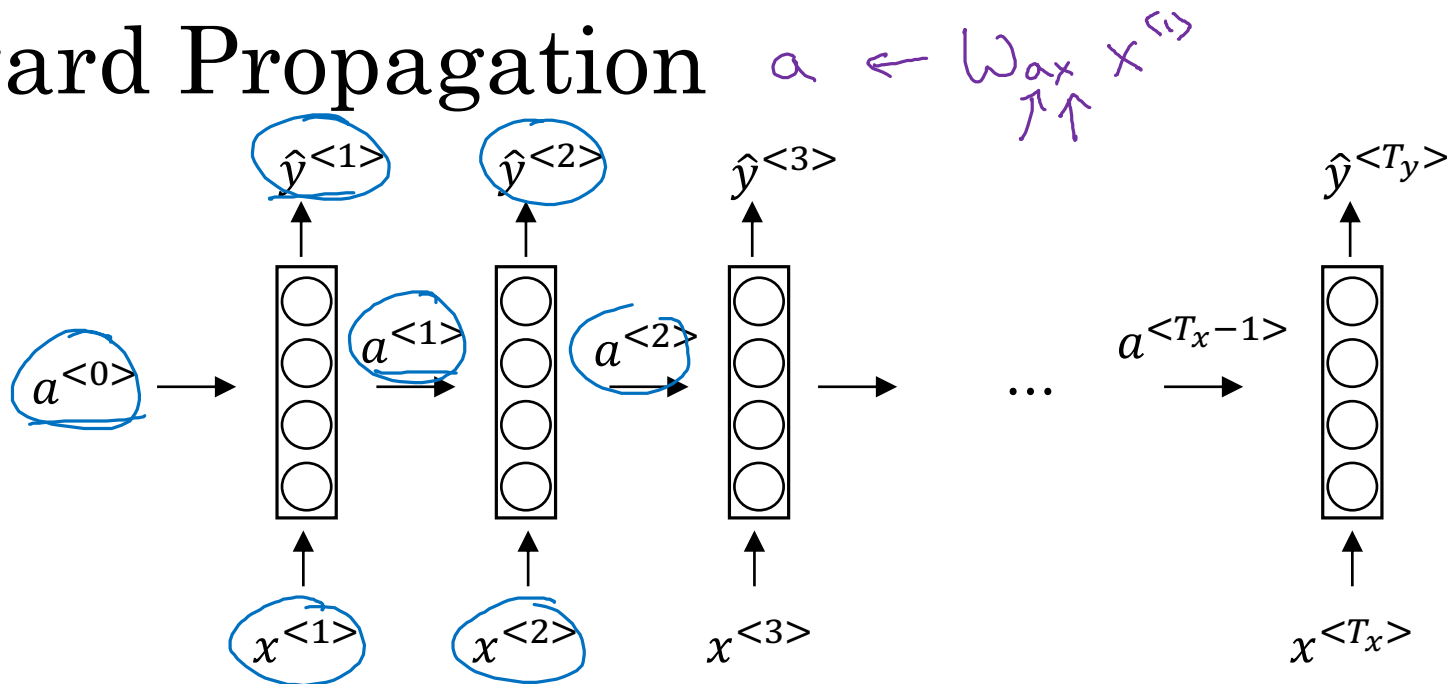 ard Propagation a ← Wax x<1>
ŷ<1> ŷ<2> ŷ<3> ŷ<Ty>
a<0> a<1> a<2> ... a<Tx−1>
x<1> x<2> x<3> x<Tx>